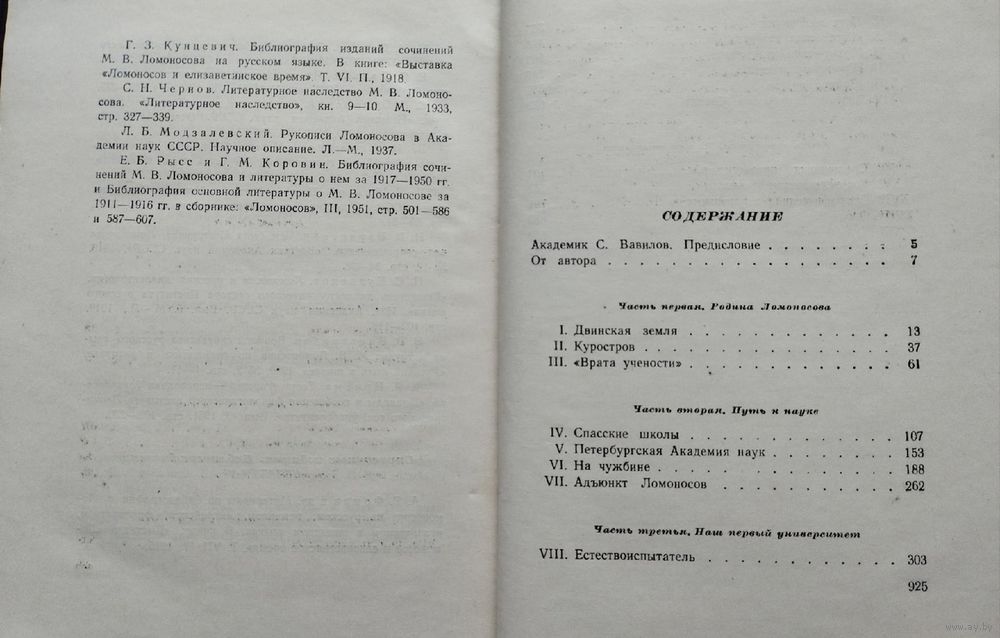 Г. З. Кунцевич. Библиография изданий сочинений
М. В. Ломоносова на русском языке. В книге: «Выставка
«Ломоносов и елизаветинское время». Т. VI. П., 1918.
С. Н. Чернов. Литературное наследство М. В. Ломоно-
сова. «Литературное наследство», кн. 9—10. М., 1933,
стр. 327—339.
Л. Б. Модзалевский. Рукописи Ломоносова в Ака-
демии наук СССР. Научное описание. Л.—М., 1937.
Е. Б. Рысс и Г. М. Коровин. Библиография сочи-
нений М. В. Ломоносова и литературы о нем за 1917—1950 гг.
и Библиография основной литературы о М. В. Ломоносове за
1911—1916 гг. в сборнике: «Ломоносов», III, 1951, стр. 501—586
и 587—607.
СОДЕРЖАНИЕ
Академик С. Вавилов. Предисловие . . . . . . . . 5
От автора . . . . . . . . . . . . . . . . . . 7
Часть первая. Родина Ломоносова
I. Двинская земля . . . . . . . . . . . . . 13
II. Куростров . . . . . . . . . . . . . . . 37
III. «Врата учености» . . . . . . . . . . . . . 61
Часть вторая. Путь к науке
IV. Спасские школы . . . . . . . . . . . . . 107
V. Петербургская Академия наук . . . . . . . . 153
VI. На чужбине . . . . . . . . . . . . . . . 188
VII. Адъюнкт Ломоносов . . . . . . . . . . . . 262
Часть третья. Наш первый университет
VIII. Естествоиспытатель . . . . . . . . . . . . 303
925
www.ay.by